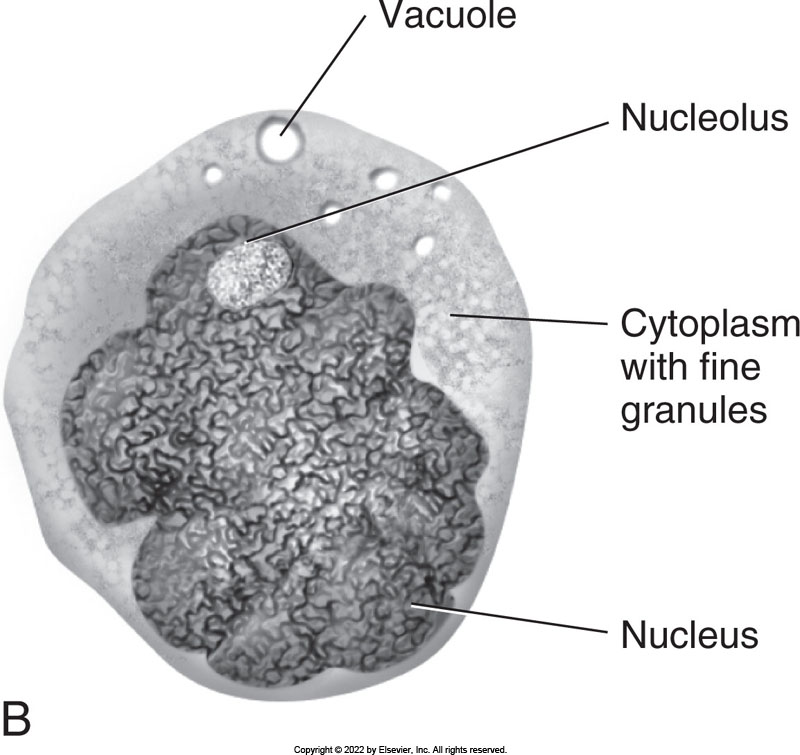 Vacuole
Nucleolus
Cytoplasm
with fine
granules
Nucleus
B
Copyright © 2022 by Elsevier, Inc. All rights reserved.